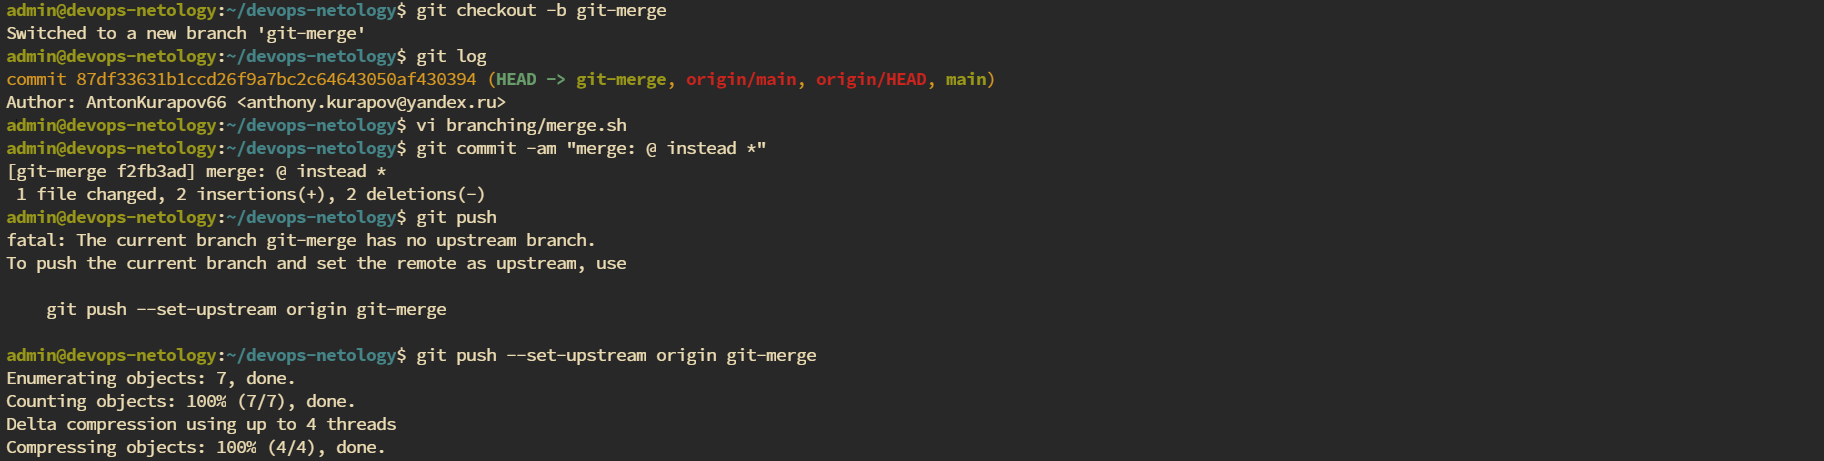 admin@devops-netology:~/devops-netology$ git checkout -b git-merge
Switched to a new branch 'git-merge'
admin@devops-netology:~/devops-netology$ git log
commit 87df33631b1ccd26f9a7bc2c64643050af430394 (HEAD -> git-merge, origin/main, origin/HEAD, main)
Author: AntonKurapov66 <anthony.kurapov@yandex.ru>
admin@devops-netology:~/devops-netology$ vi branching/merge.sh
admin@devops-netology:~/devops-netology$ git commit -am "merge: @ instead *"
[git-merge f2fb3ad] merge: @ instead *
 1 file changed, 2 insertions(+), 2 deletions(-)
admin@devops-netology:~/devops-netology$ git push
fatal: The current branch git-merge has no upstream branch.
To push the current branch and set the remote as upstream, use
    git push --set-upstream origin git-merge
admin@devops-netology:~/devops-netology$ git push --set-upstream origin git-merge
Enumerating objects: 7, done.
Counting objects: 100% (7/7), done.
Delta compression using up to 4 threads
Compressing objects: 100% (4/4), done.